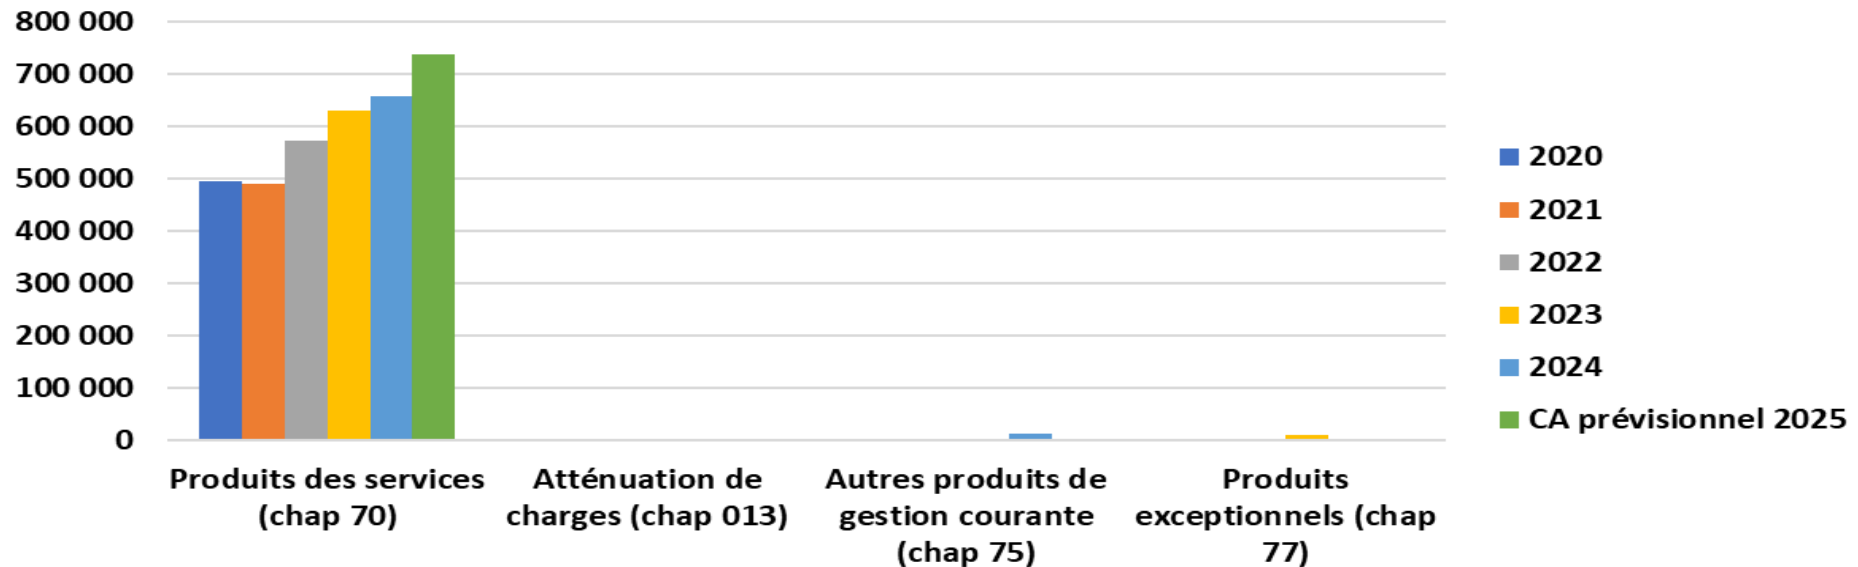 800 000
700 000
600 000
500 000
400 000
300 000
200 000
100 000
0
Produits des services
(chap 70)
Atténuation de
charges (chap 013)
Autres produits de
gestion courante
(chap 75)
Produits
exceptionnels (chap
77)
2020
2021
2022
2023
2024
CA prévisionnel 2025